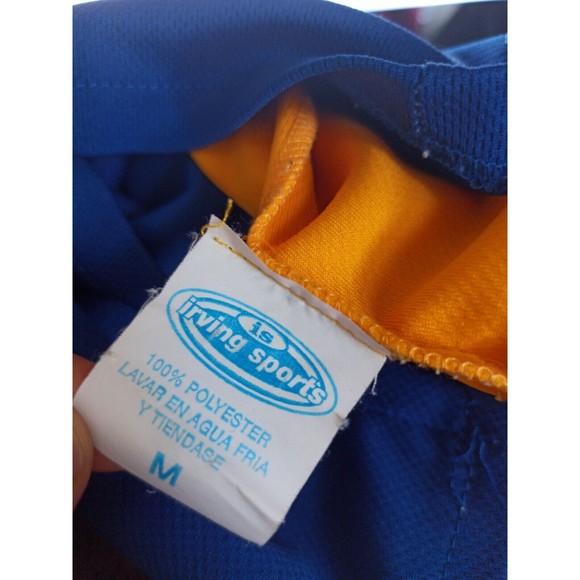 is
irving sports
100% POLYESTER
LAVAR EN AGUA FRIA
Y TIENDASE
M